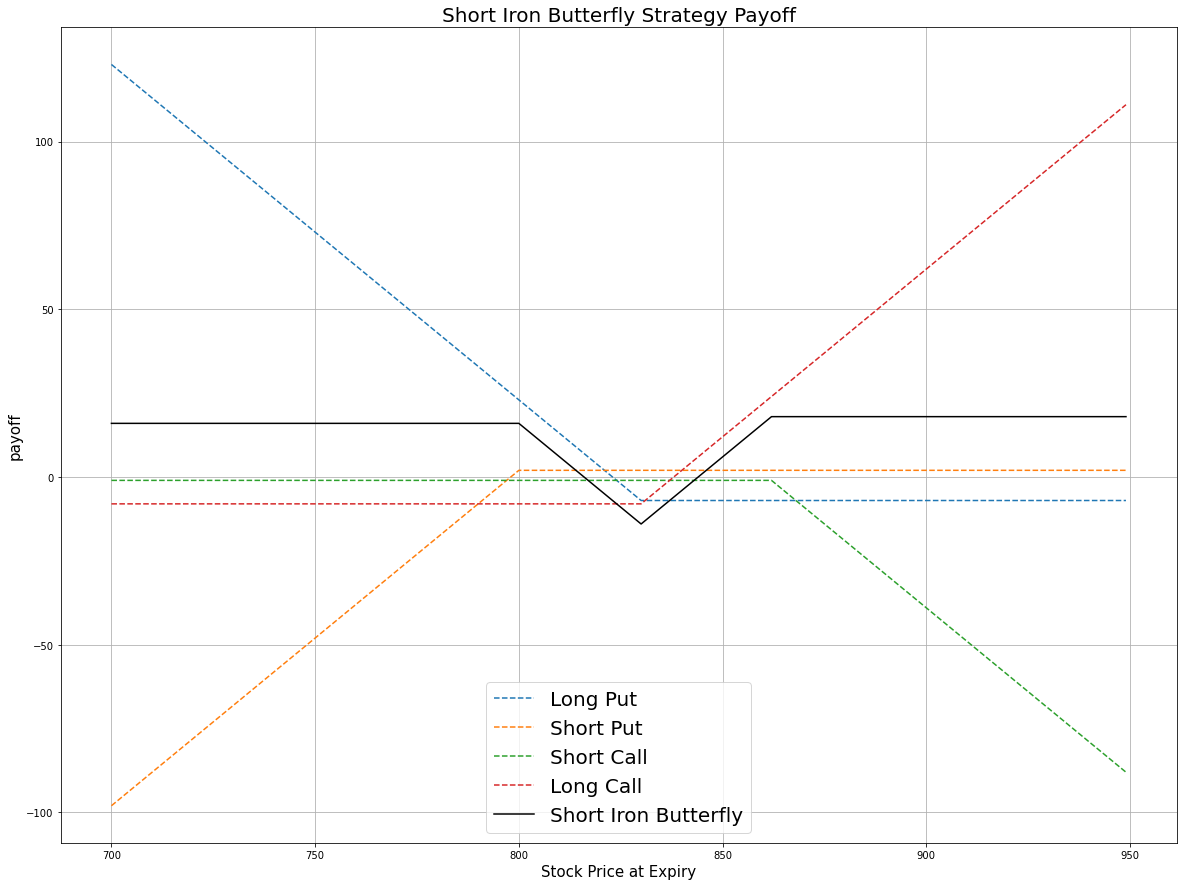 Short Iron Butterfly Strategy Payoff
payoff
100
50
0
−50
−100
Long Put
Short Put
Short Call
Long Call
Short Iron Butterfly
700
750
800
850
900
950
Stock Price at Expiry